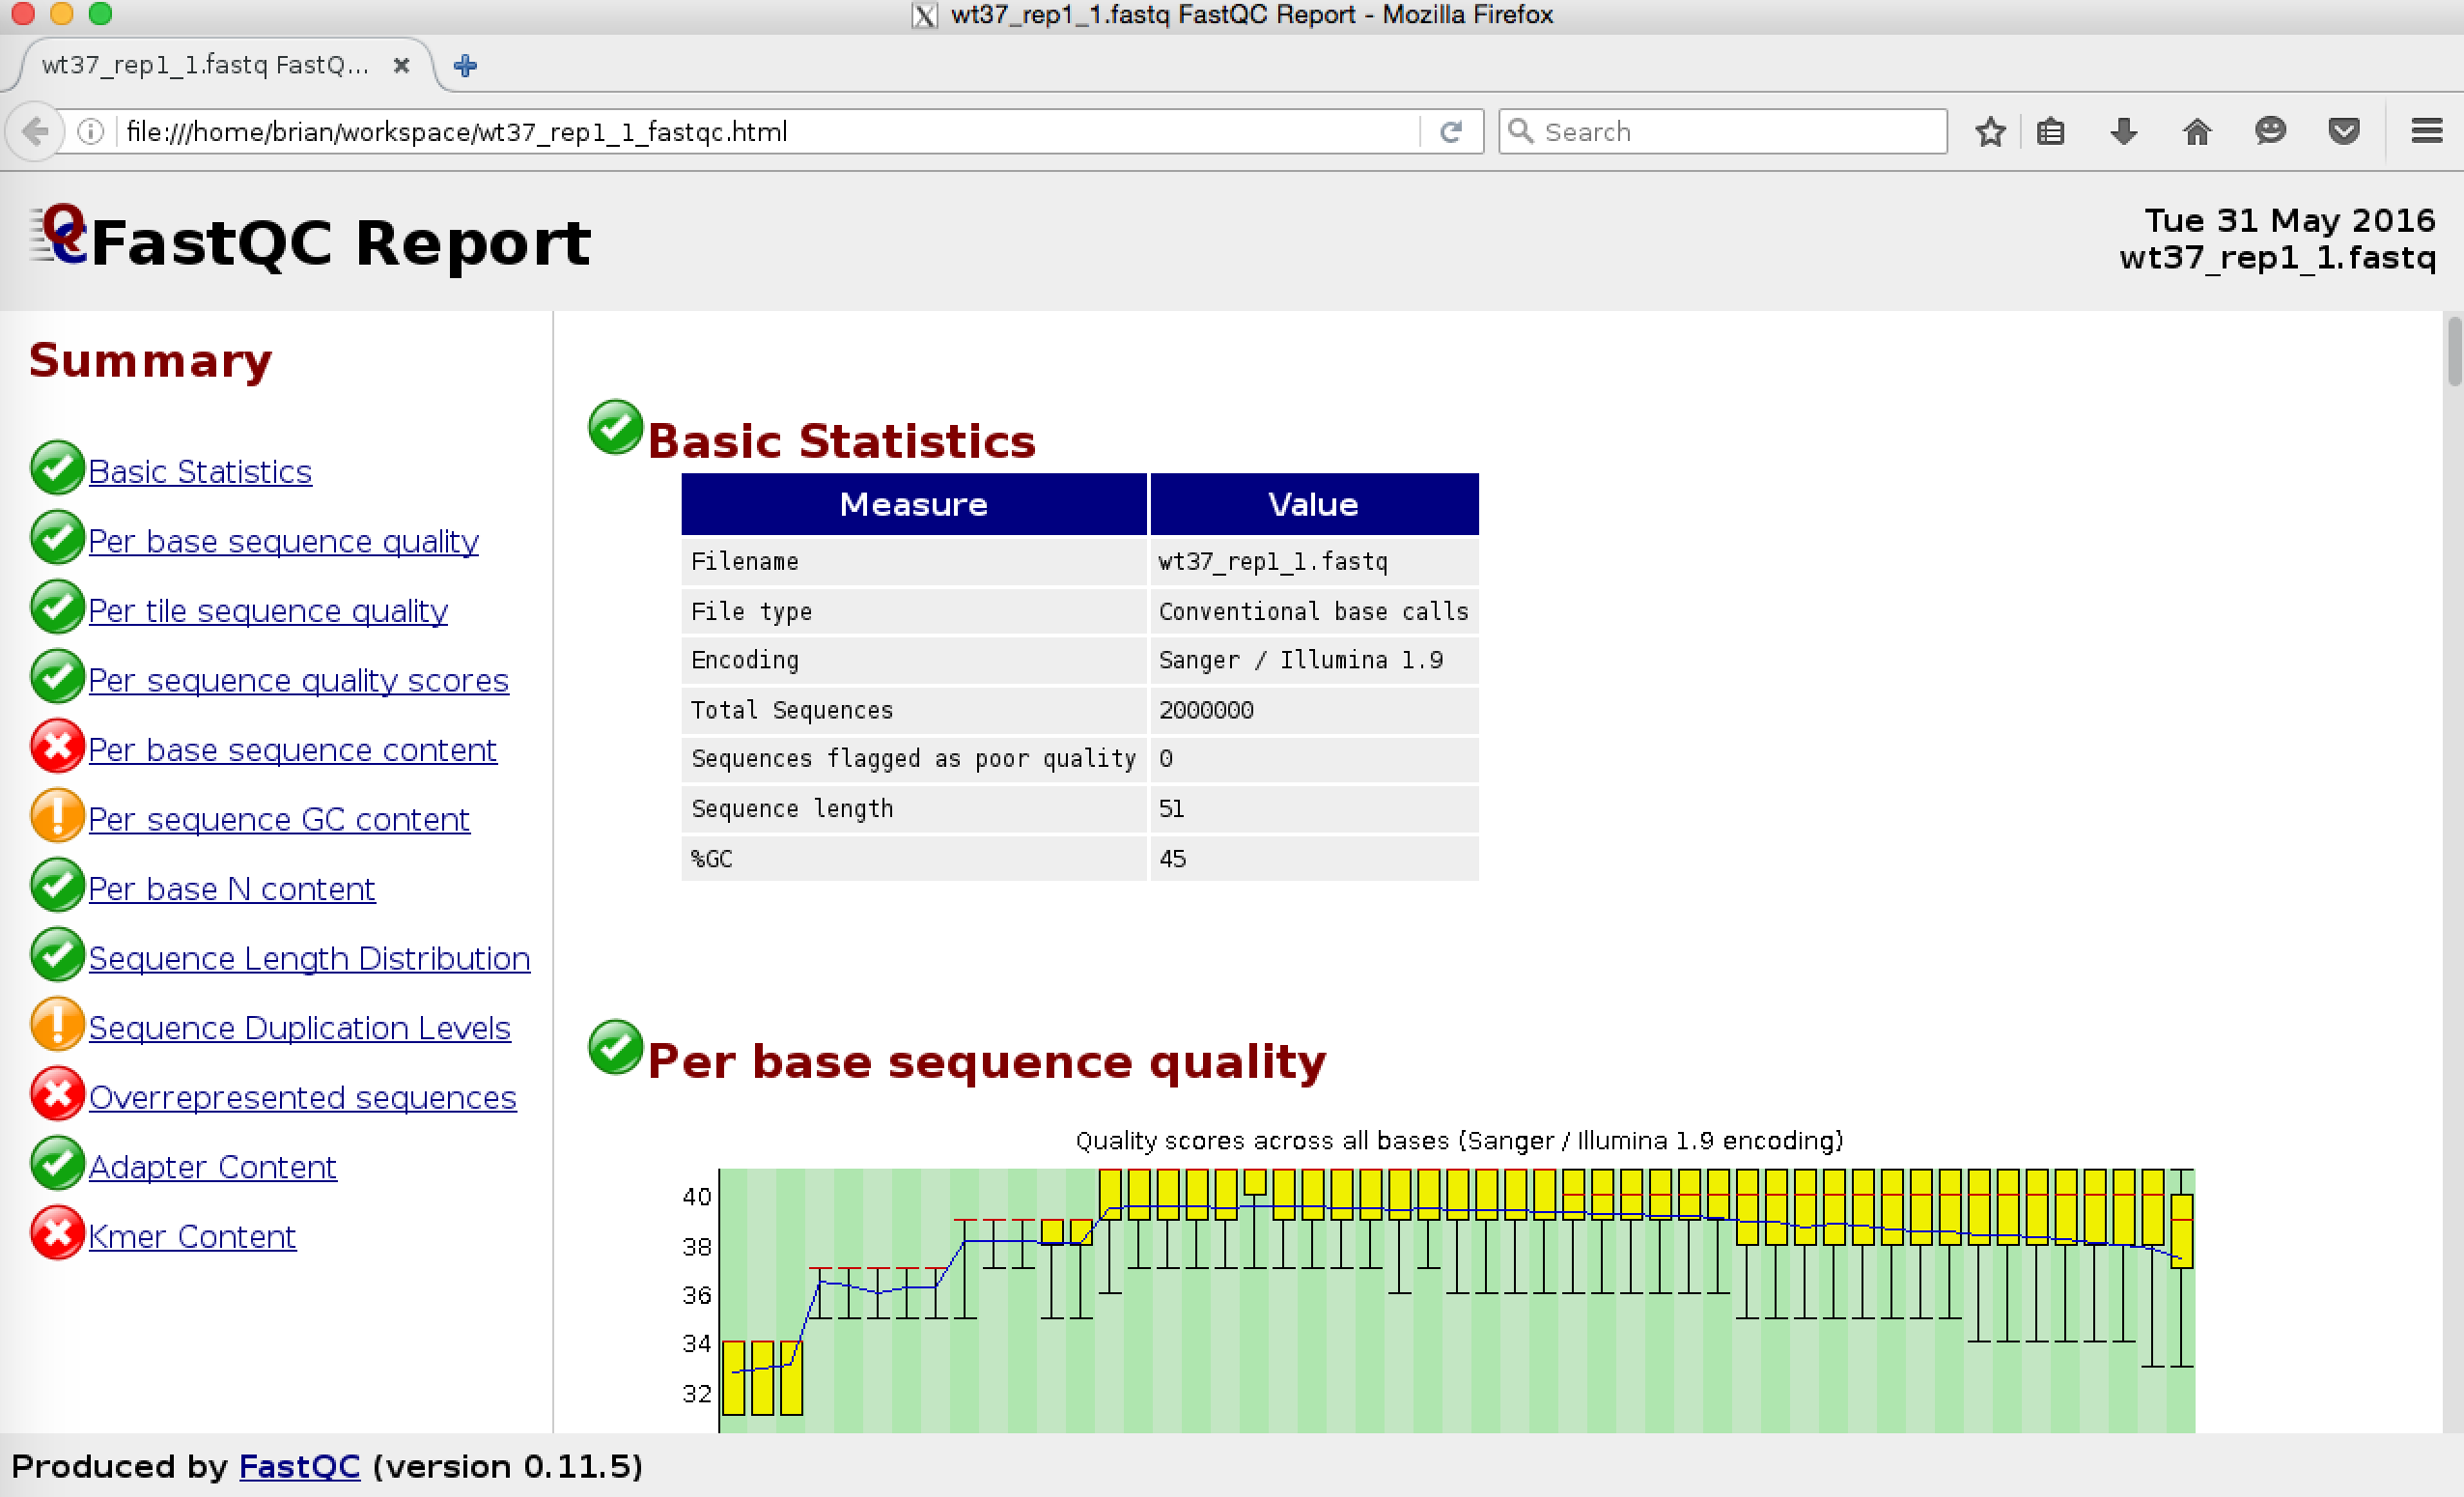 wt37_rep1_1.fastq FastQC Report - Mozilla Firefox
wt37_rep1_1.fastq FastQ...
file:///home/brian/workspace/wt37_rep1_1_fastqc.html
Search
FastQC Report
Tue 31 May 2016
wt37_rep1_1.fastq
Summary
Basic Statistics
Per base sequence quality
Per tile sequence quality
Per sequence quality scores
Per base sequence content
Per sequence GC content
Per base N content
Sequence Length Distribution
Sequence Duplication Levels
Overrepresented sequences
Adapter Content
Kmer Content
Basic Statistics
Measure Value
Filename wt37_rep1_1.fastq
File type Conventional base calls
Encoding Sanger / Illumina 1.9
Total Sequences 2000000
Sequences flagged as poor quality 0
Sequence length 51
%GC 45
Per base sequence quality
Quality scores across all bases (Sanger / Illumina 1.9 encoding)
40
38
36
34
32
Produced by FastQC (version 0.11.5)